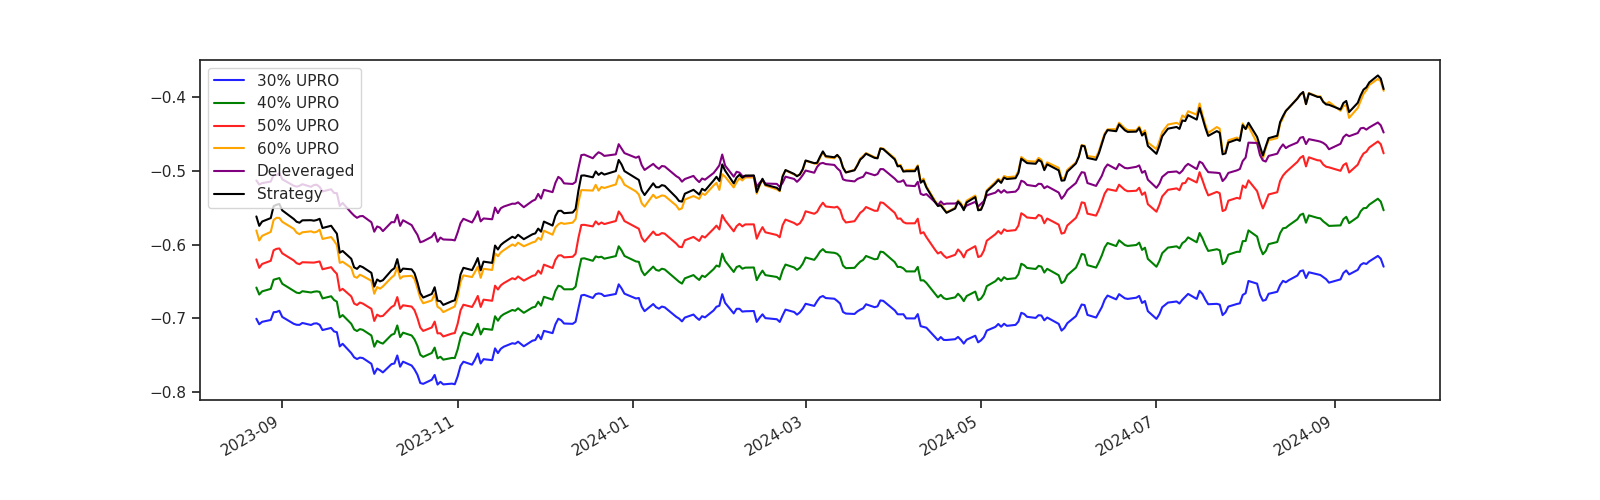 30% UPRO
40% UPRO
50% UPRO
60% UPRO
Deleveraged
Strategy
−0.4
−0.5
−0.6
−0.7
−0.8
2023-09
2023-11
2024-01
2024-03
2024-05
2024-07
2024-09